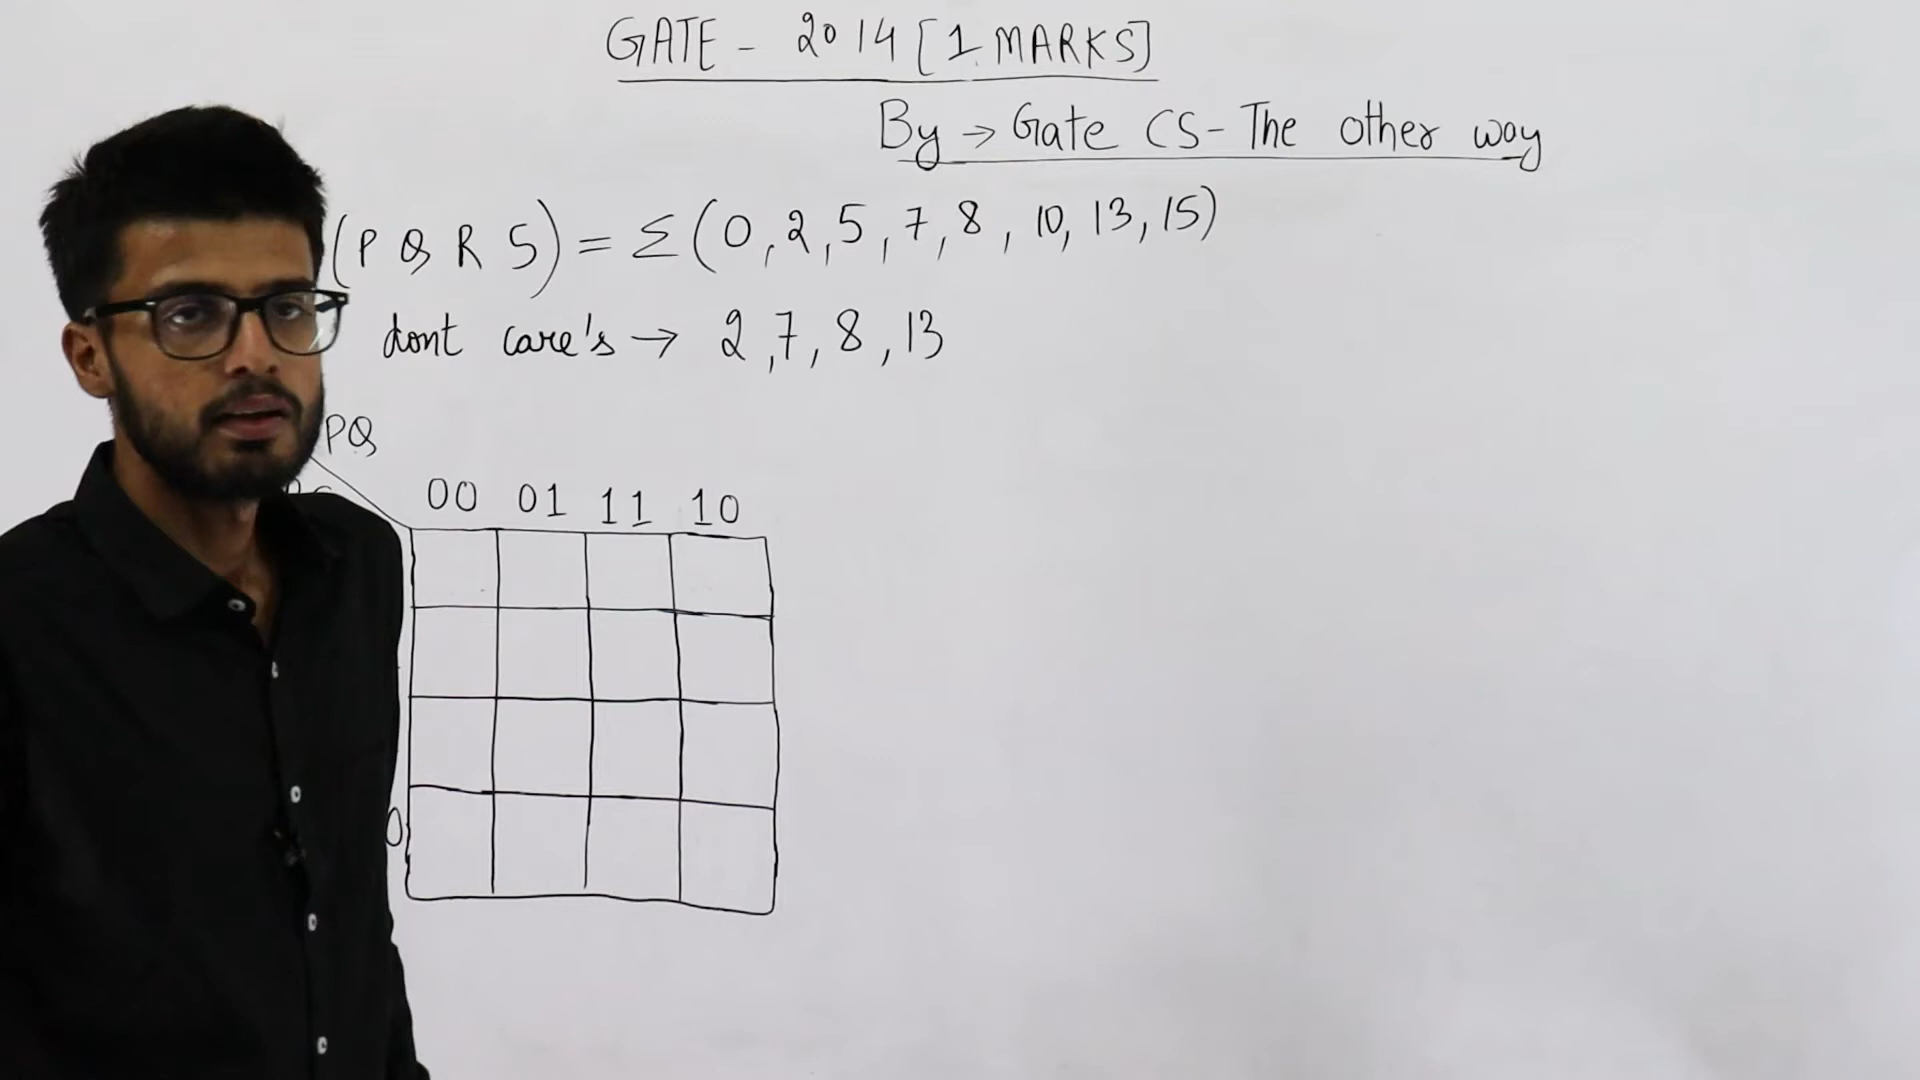 GATE - 2014 [1 MARKS]
By → Gate CS - The other way
(P Q R S) = Σ(0, 2, 5, 7, 8, 10, 13, 15)
dont care's → 2, 7, 8, 13
PQ
00 01 11 10
0